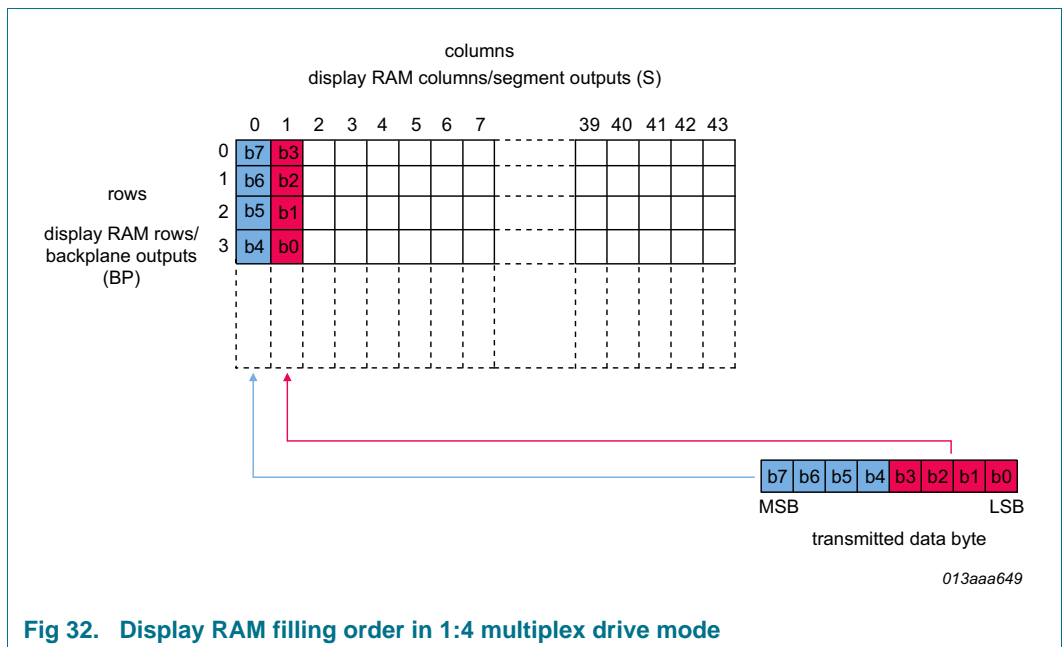 columns
display RAM columns/segment outputs (S)
0 1 2 3 4 5 6 7 39 40 41 42 43
0 b7 b3
1 b6 b2
rows
2 b5 b1
display RAM rows/
3 b4 b0
backplane outputs
(BP)
b7 b6 b5 b4 b3 b2 b1 b0
MSB LSB
transmitted data byte
013aaa649
Fig 32. Display RAM filling order in 1:4 multiplex drive mode